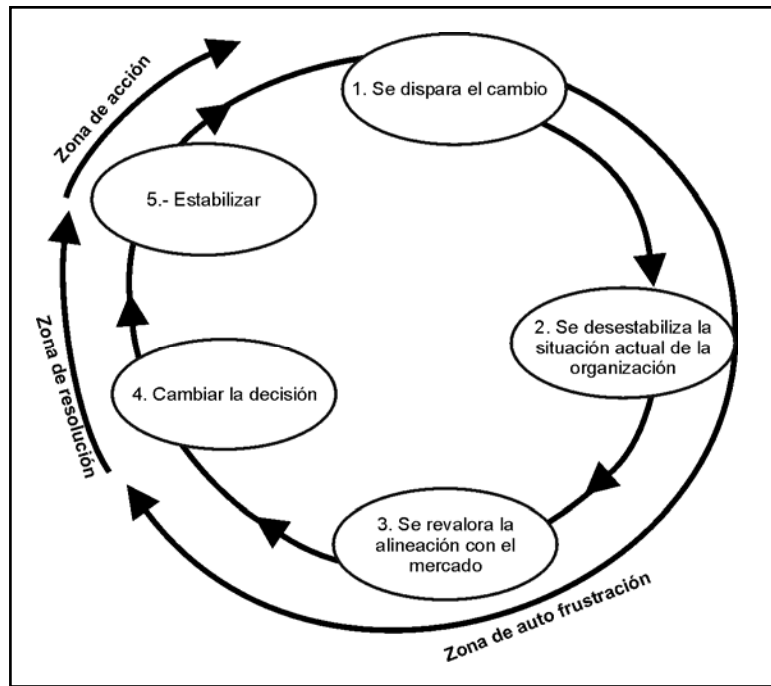 Zona de acción
1. Se dispara el cambio
5.- Estabilizar
2. Se desestabiliza la
situación actual de la
organización
Zona de resolución
4. Cambiar la decisión
3. Se revalora la
alineación con el
mercado
Zona de auto frustración